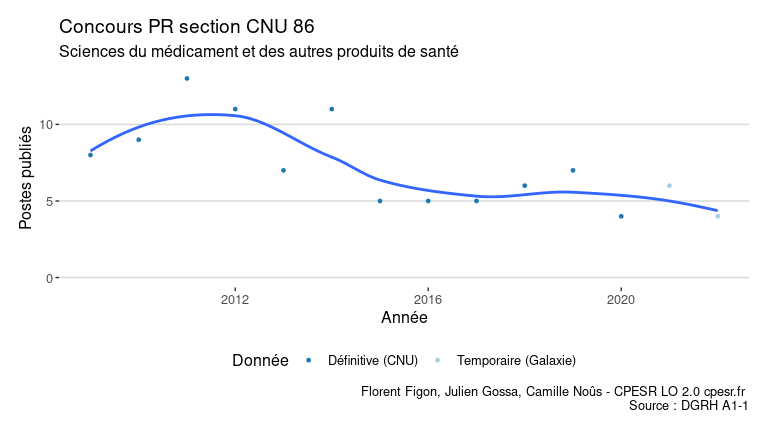 Concours PR section CNU 86
Sciences du médicament et des autres produits de santé
Postes publiés
10
5
0
2012 2016 2020
Année
Donnée Définitive (CNU) Temporaire (Galaxie)
Florent Figon, Julien Gossa, Camille Noûs - CPESR LO 2.0 cpesr.fr
Source : DGRH A1-1